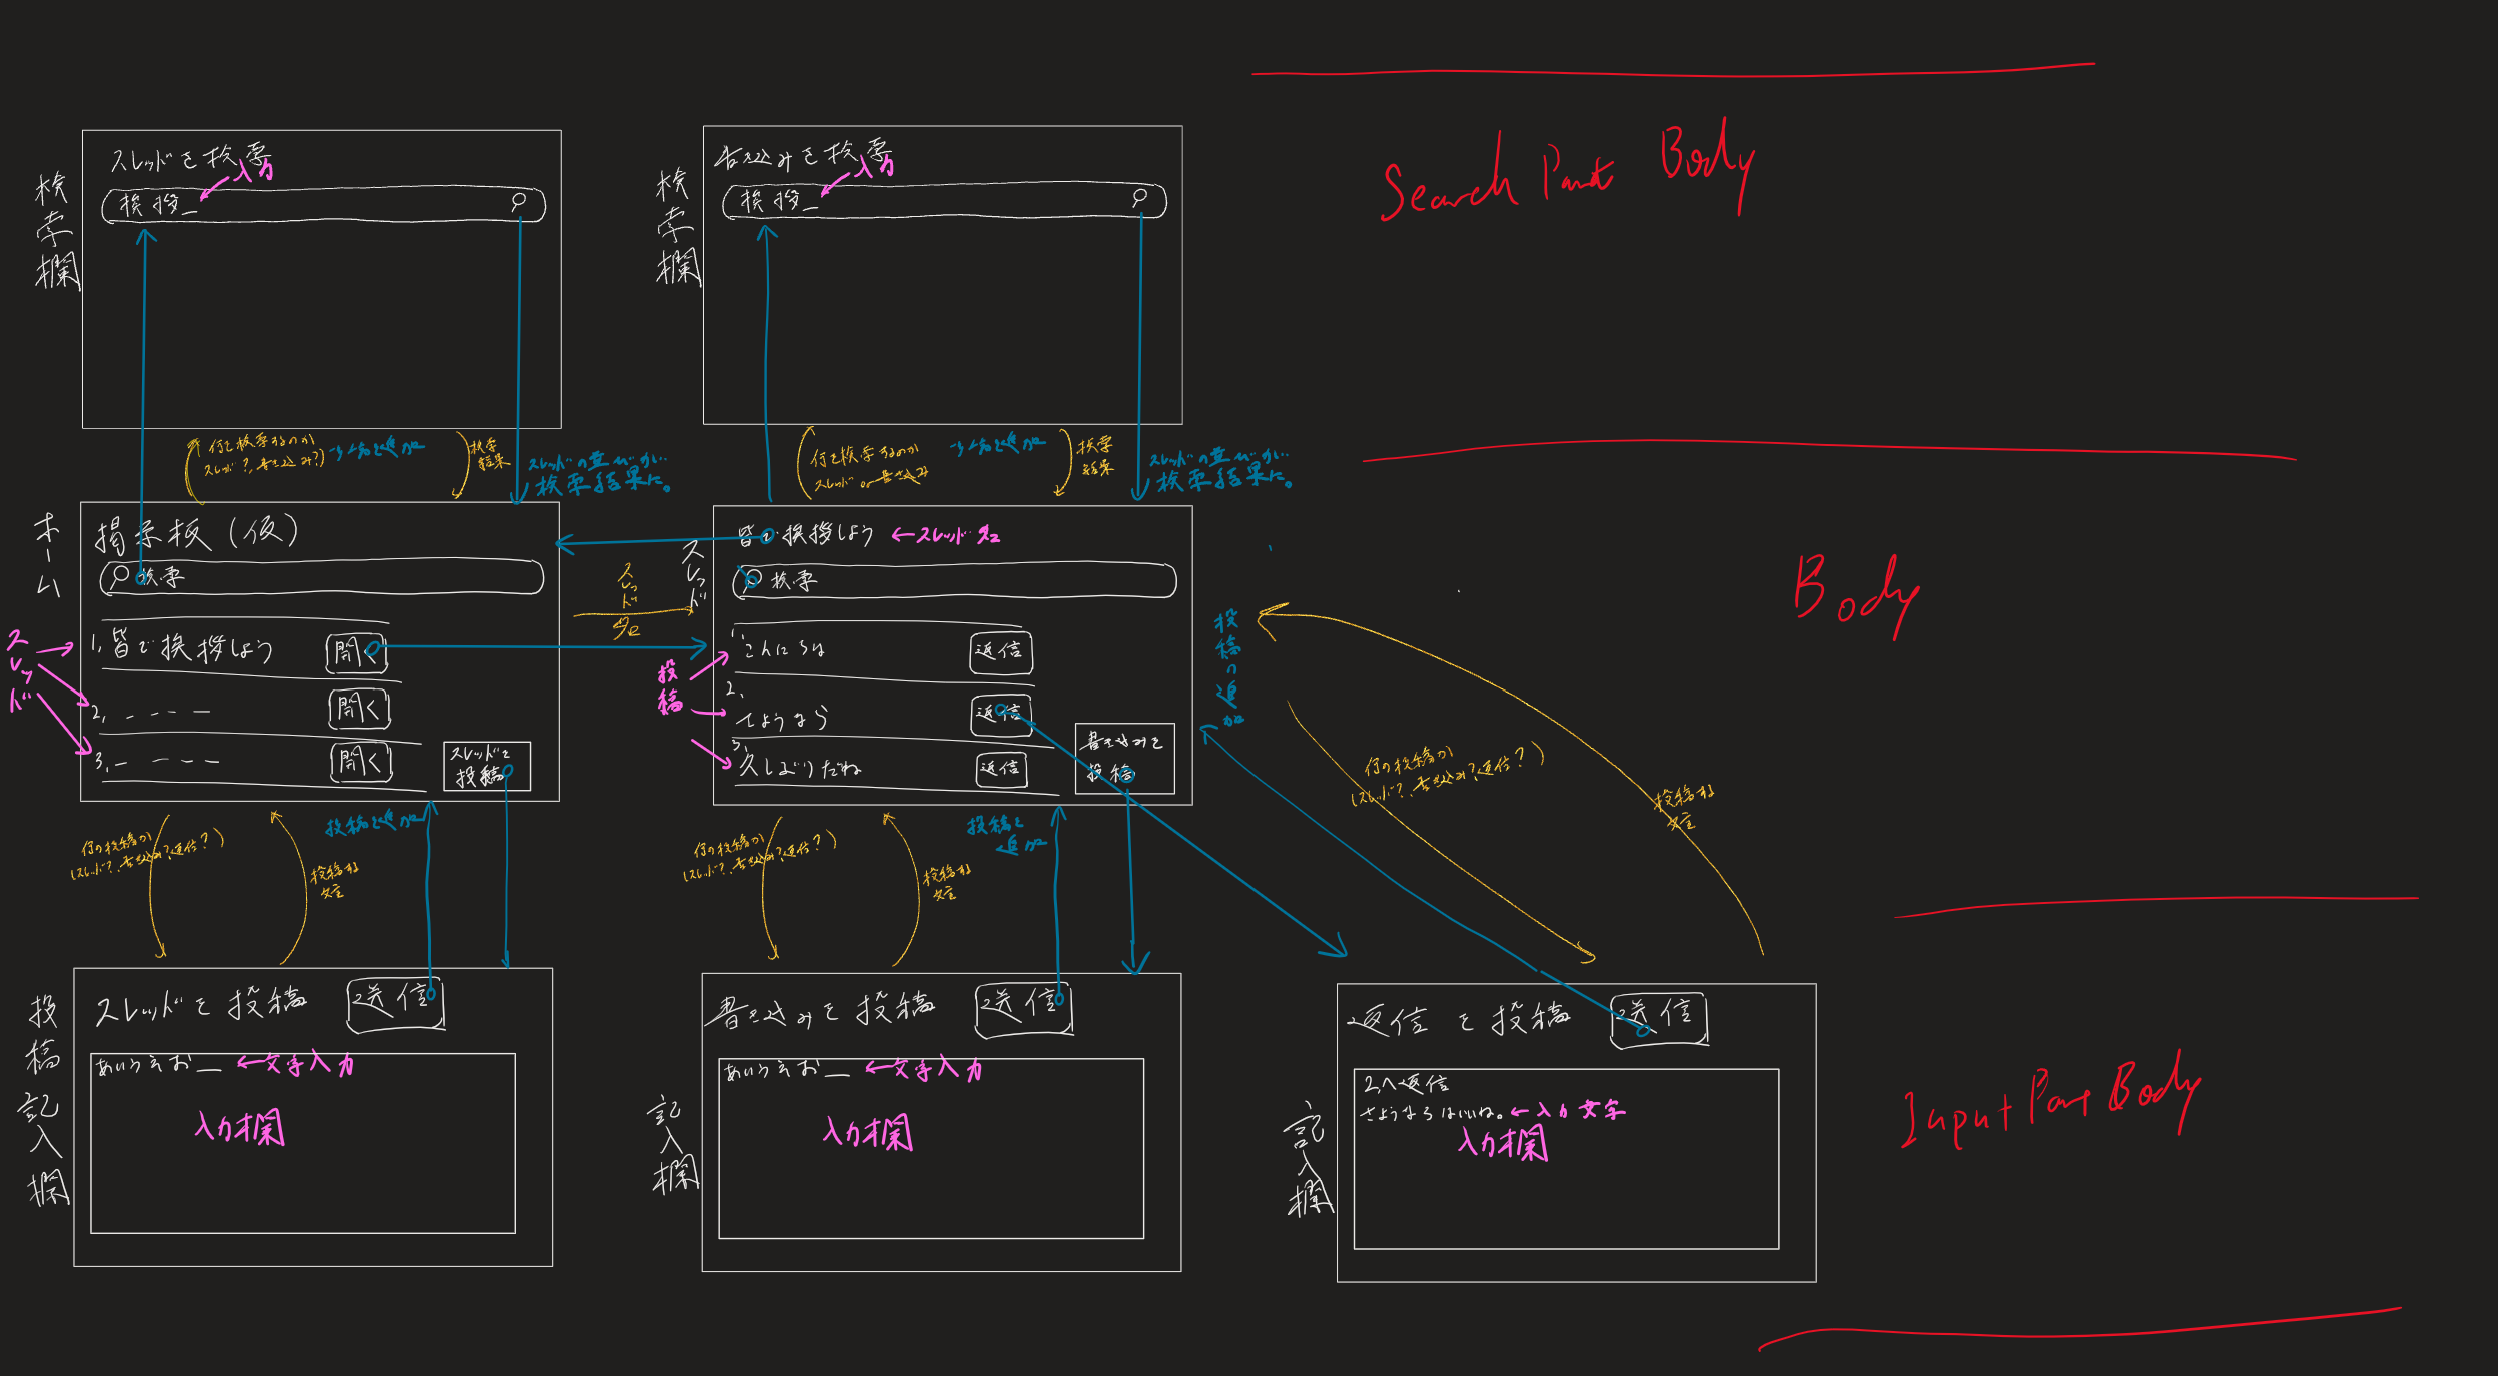 スレッドを検索
入力
挨拶_
検索欄
書き込みを検索
入力
挨拶_
検索欄
Search Part Body
何を検索するのか
スレッド?、書き込み?
検索
結果
スレッドの並びが
検索結果に。
何を検索するのか
スレッド or 書き込み
検索
結果
スレッドの並びが
検索結果に。
ホーム
掲示板(仮)
検索
スレッド
1, 皆で挨拶しよう
開く
2, - - - -
開く
3, - - - -
開く
スレッドを
投稿
スレッド
スレッド
皆で挨拶しよう
←スレッド名
検索
投稿
1, こんにちは
返信
2, さようなら
返信
3, 久しぶりだね
返信
書き込みを
投稿
投稿の追加
Body
何の投稿か
(スレッド?、書き込み?、返信?)
投稿する
文言
投稿を追加
何の投稿か
(スレッド?、書き込み?、返信?)
投稿する
文言
投稿を
追加
何の投稿か
(スレッド?、書き込み?、返信?)
投稿する
文言
投稿記入欄
スレッドを投稿
送信
あいうえお_
←文字入力
入力欄
記入欄
書き込みを投稿
送信
あいうえお_
←文字入力
入力欄
記入欄
返信を投稿
送信
2,へ返信
さようならはいいね。
←入力文字
入力欄
Input Part Body